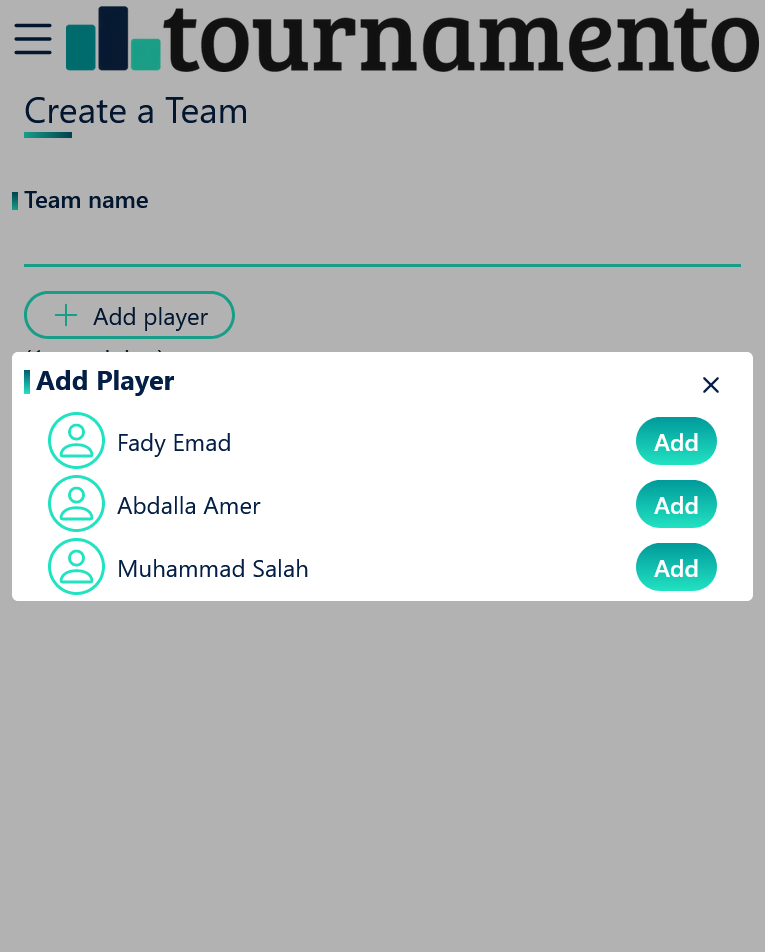 tournamento
Create a Team
Team name
Add player
Add Player
Fady Emad
Add
Abdalla Amer
Add
Muhammad Salah
Add